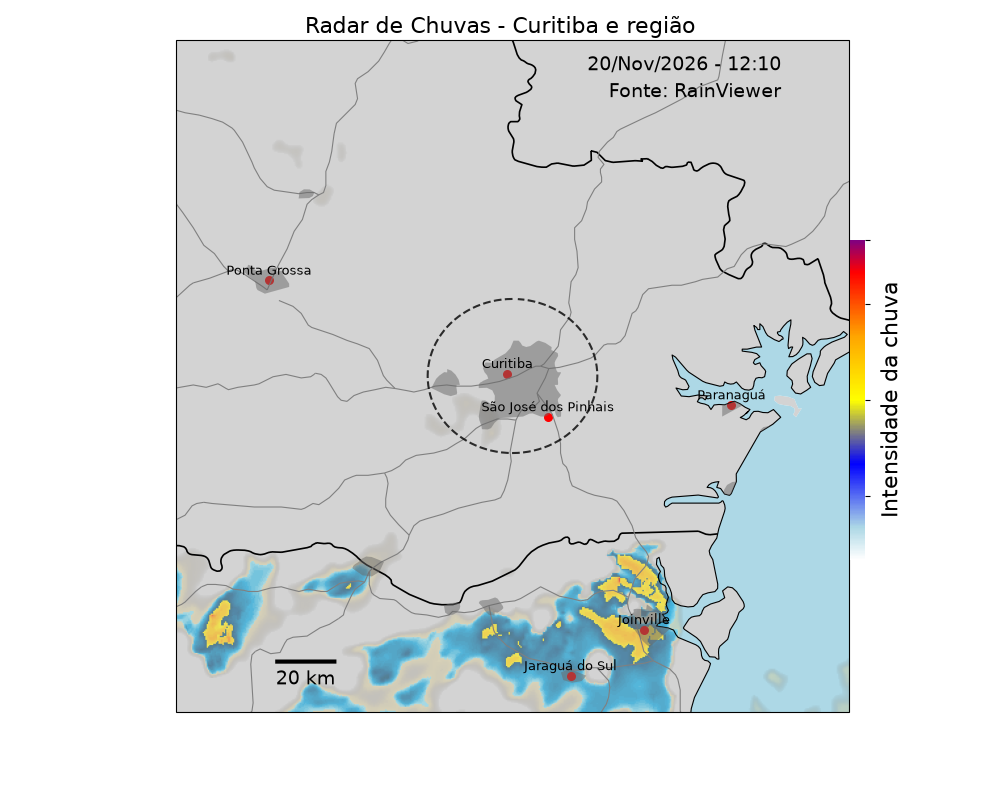 Radar de Chuvas - Curitiba e região
20/Nov/2026 - 12:10
Fonte: RainViewer
Ponta Grossa
Curitiba
Paranaguá
São José dos Pinhais
Intensidade da chuva
Joinville
Jaraguá do Sul
20 km